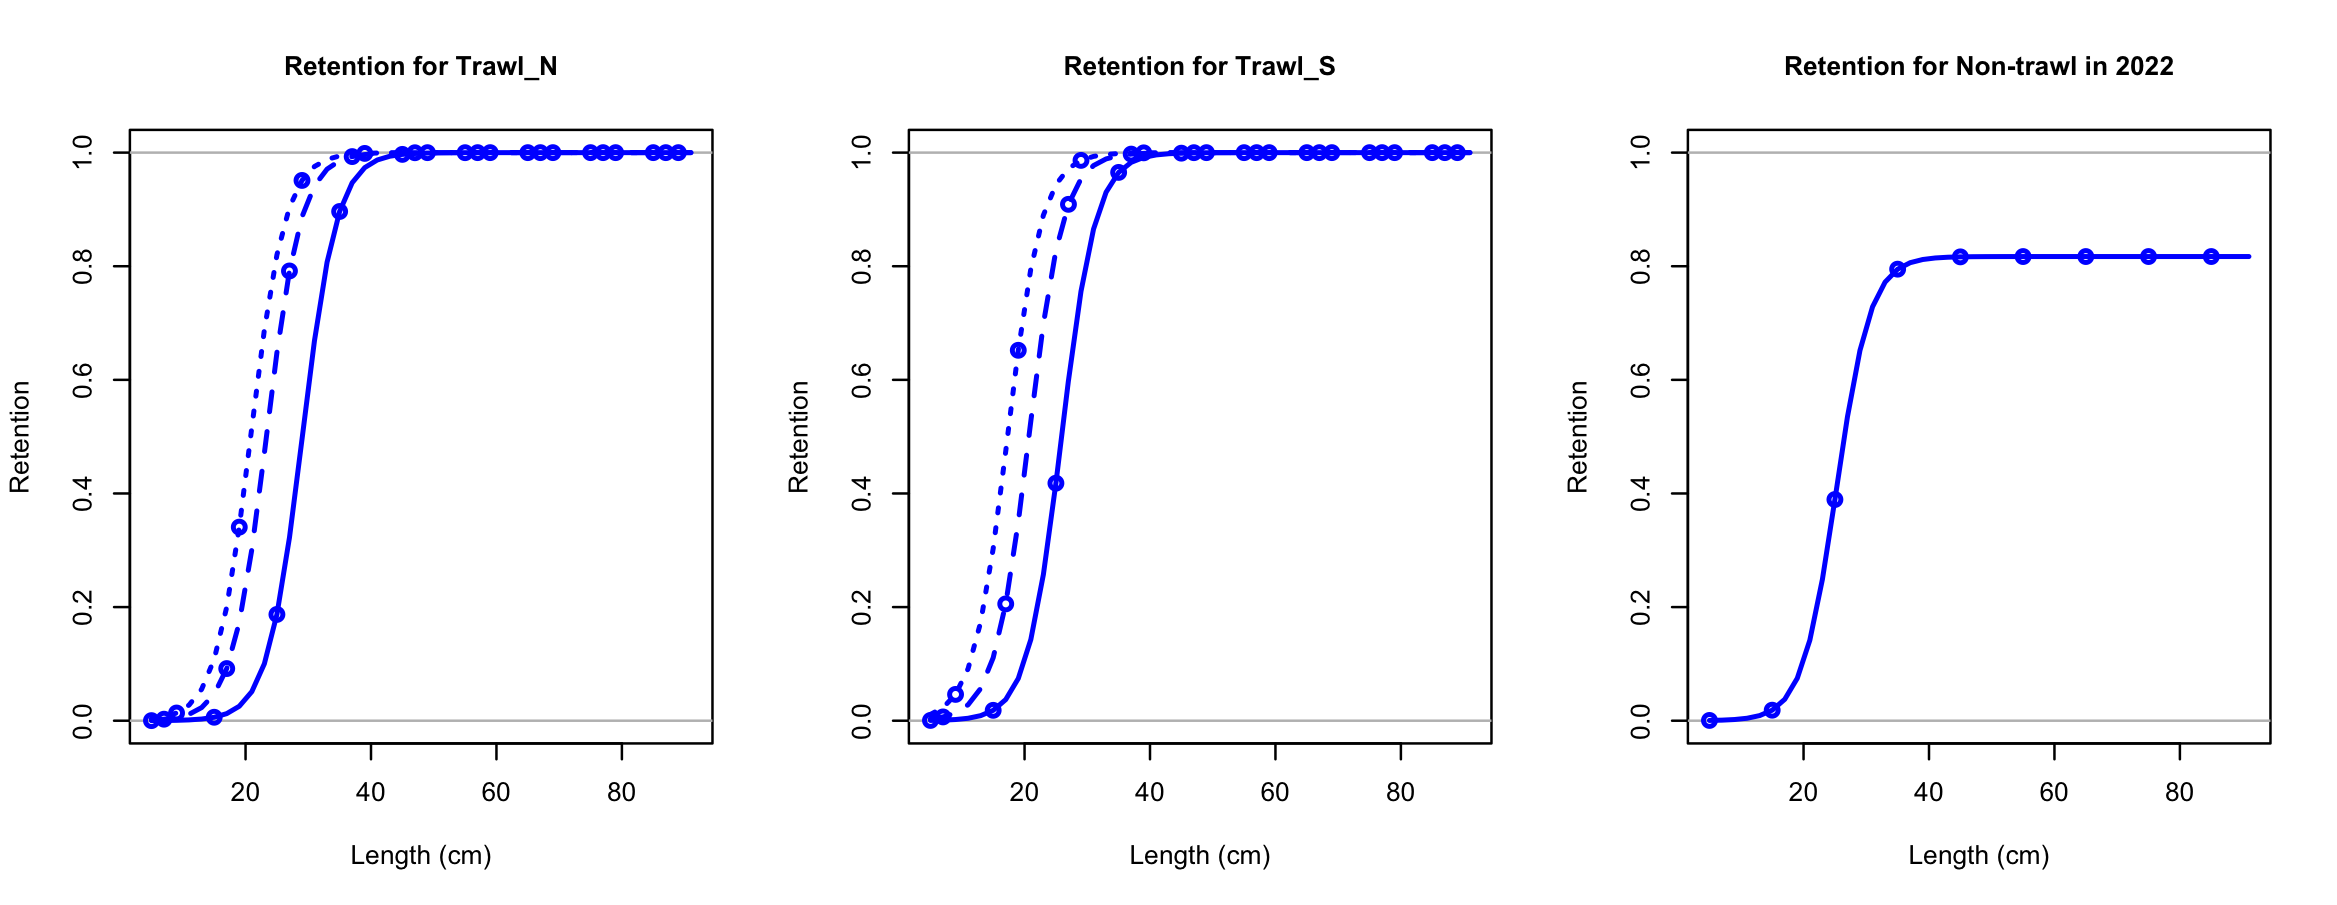 Retention for Trawl_N
Retention
0.0 0.2 0.4 0.6 0.8 1.0
20 40 60 80
Length (cm)
Retention for Trawl_S
Retention
0.0 0.2 0.4 0.6 0.8 1.0
20 40 60 80
Length (cm)
Retention for Non-trawl in 2022
Retention
0.0 0.2 0.4 0.6 0.8 1.0
20 40 60 80
Length (cm)